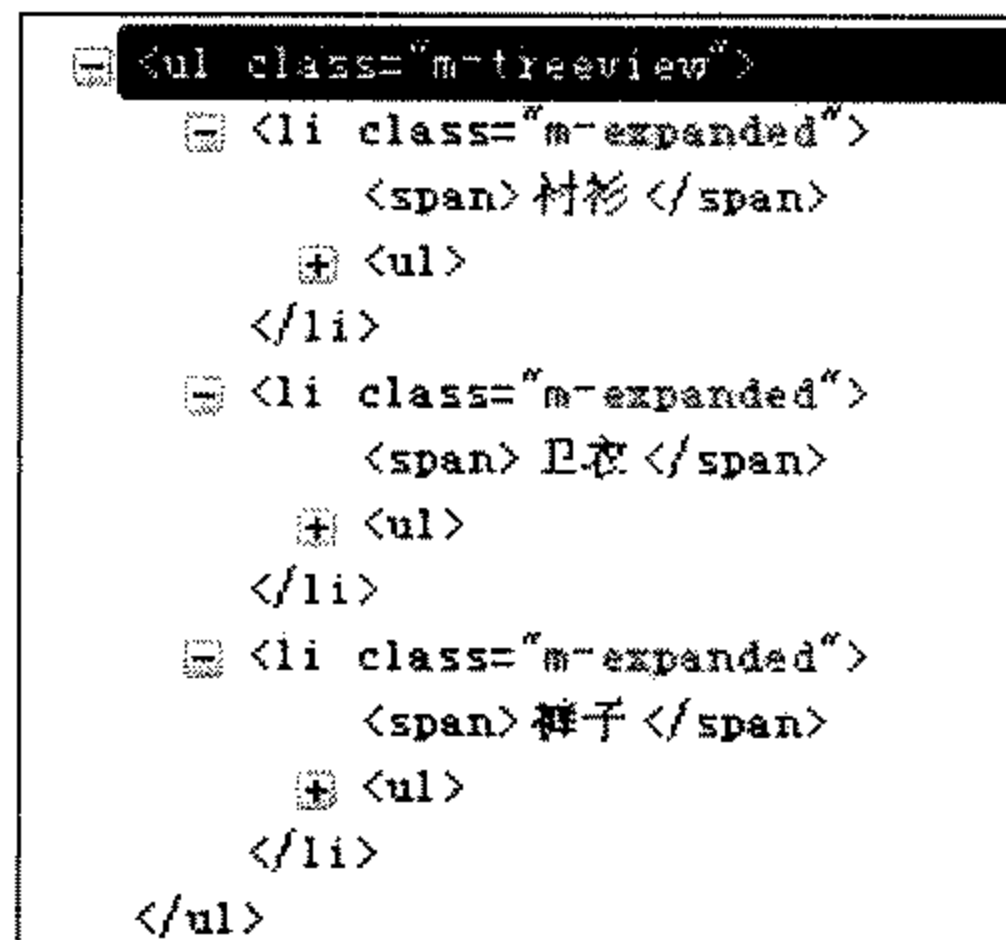 <ul class="m-treeview">
<li class="m-expanded">
<span>衬衫</span>
<ul>
</li>
<li class="m-expanded">
<span>卫衣</span>
<ul>
</li>
<li class="m-expanded">
<span>裤子</span>
<ul>
</li>
</ul>